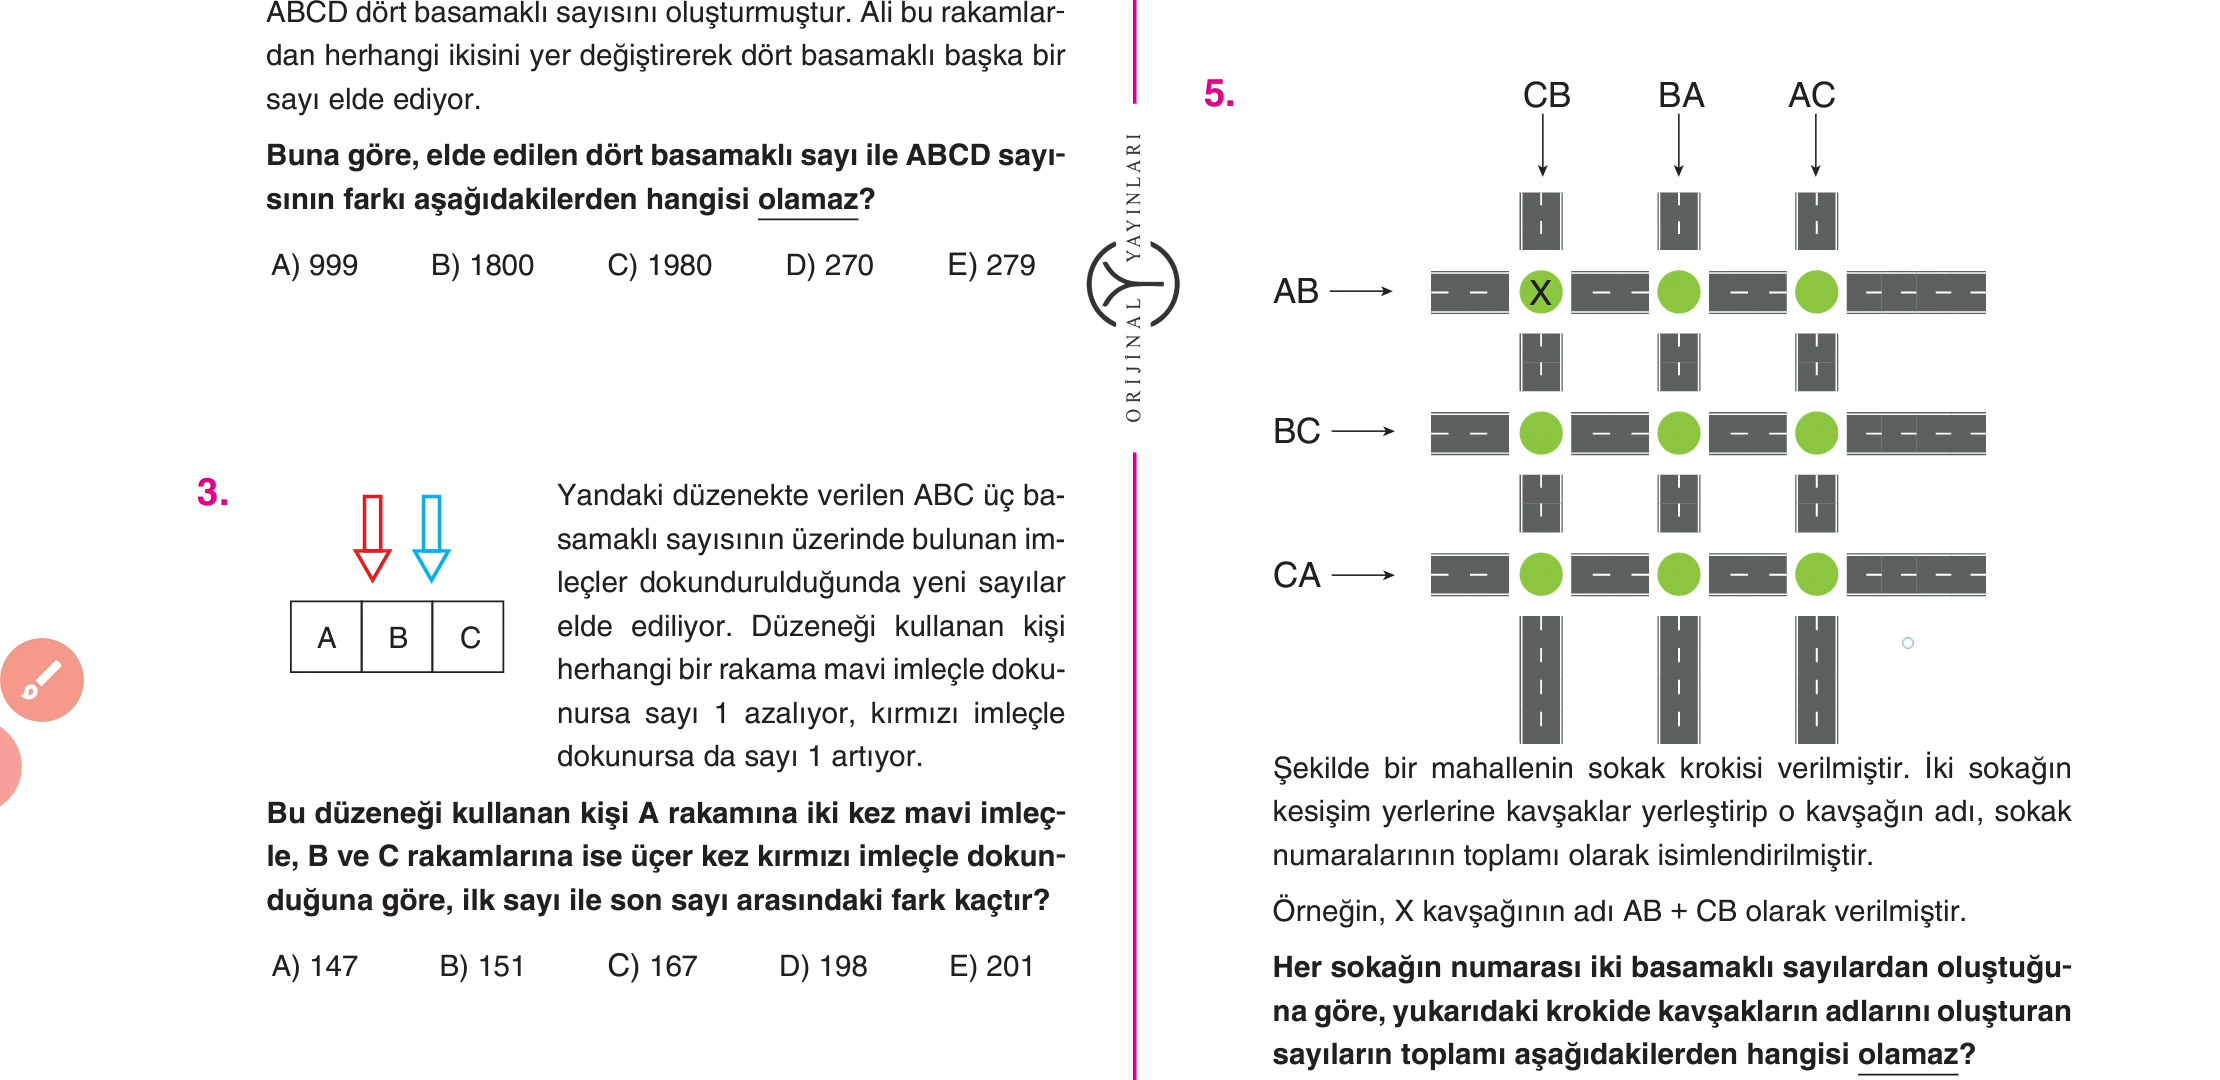 ABCD dört basamaklı sayısını oluşturmuştur. Ali bu rakamlar-
dan herhangi ikisini yer değiştirerek dört basamaklı başka bir
sayı elde ediyor.
Buna göre, elde edilen dört basamaklı sayı ile ABCD sayı-
sının farkı aşağıdakilerden hangisi olamaz?
A) 999 B) 1800 C) 1980 D) 270 E) 279
3.
A B C
Yandaki düzenekte verilen ABC üç ba-
samaklı sayısının üzerinde bulunan im-
leçler dokundurulduğunda yeni sayılar
elde ediliyor. Düzeneği kullanan kişi
herhangi bir rakama mavi imleçle doku-
nursa sayı 1 azalıyor, kırmızı imleçle
dokunursa da sayı 1 artıyor.
Bu düzeneği kullanan kişi A rakamına iki kez mavi imleç-
le, B ve C rakamlarına ise üçer kez kırmızı imleçle dokun-
duğuna göre, ilk sayı ile son sayı arasındaki fark kaçtır?
A) 147 B) 151 C) 167 D) 198 E) 201
ORİJİNAL YAYINLARI
5.
CB BA AC
AB X
BC
CA
Şekilde bir mahallenin sokak krokisi verilmiştir. İki sokağın
kesişim yerlerine kavşaklar yerleştirip o kavşağın adı, sokak
numaralarının toplamı olarak isimlendirilmiştir.
Örneğin, X kavşağının adı AB + CB olarak verilmiştir.
Her sokağın numarası iki basamaklı sayılardan oluştuğu-
na göre, yukarıdaki krokide kavşakların adlarını oluşturan
sayıların toplamı aşağıdakilerden hangisi olamaz?